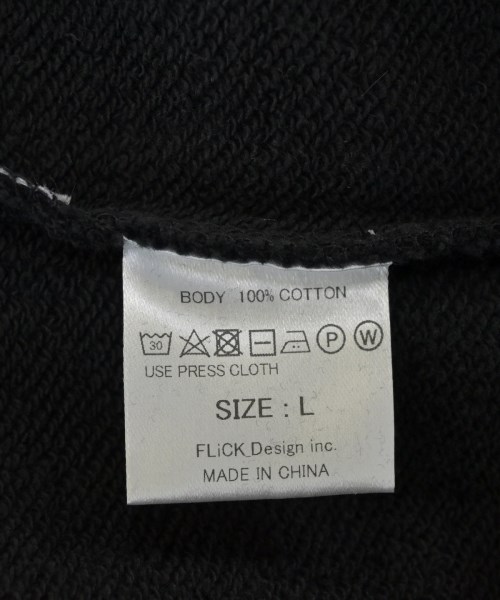 BODY 100% COTTON
30 P W
USE PRESS CLOTH
SIZE : L
FLiCK Design inc.
MADE IN CHINA